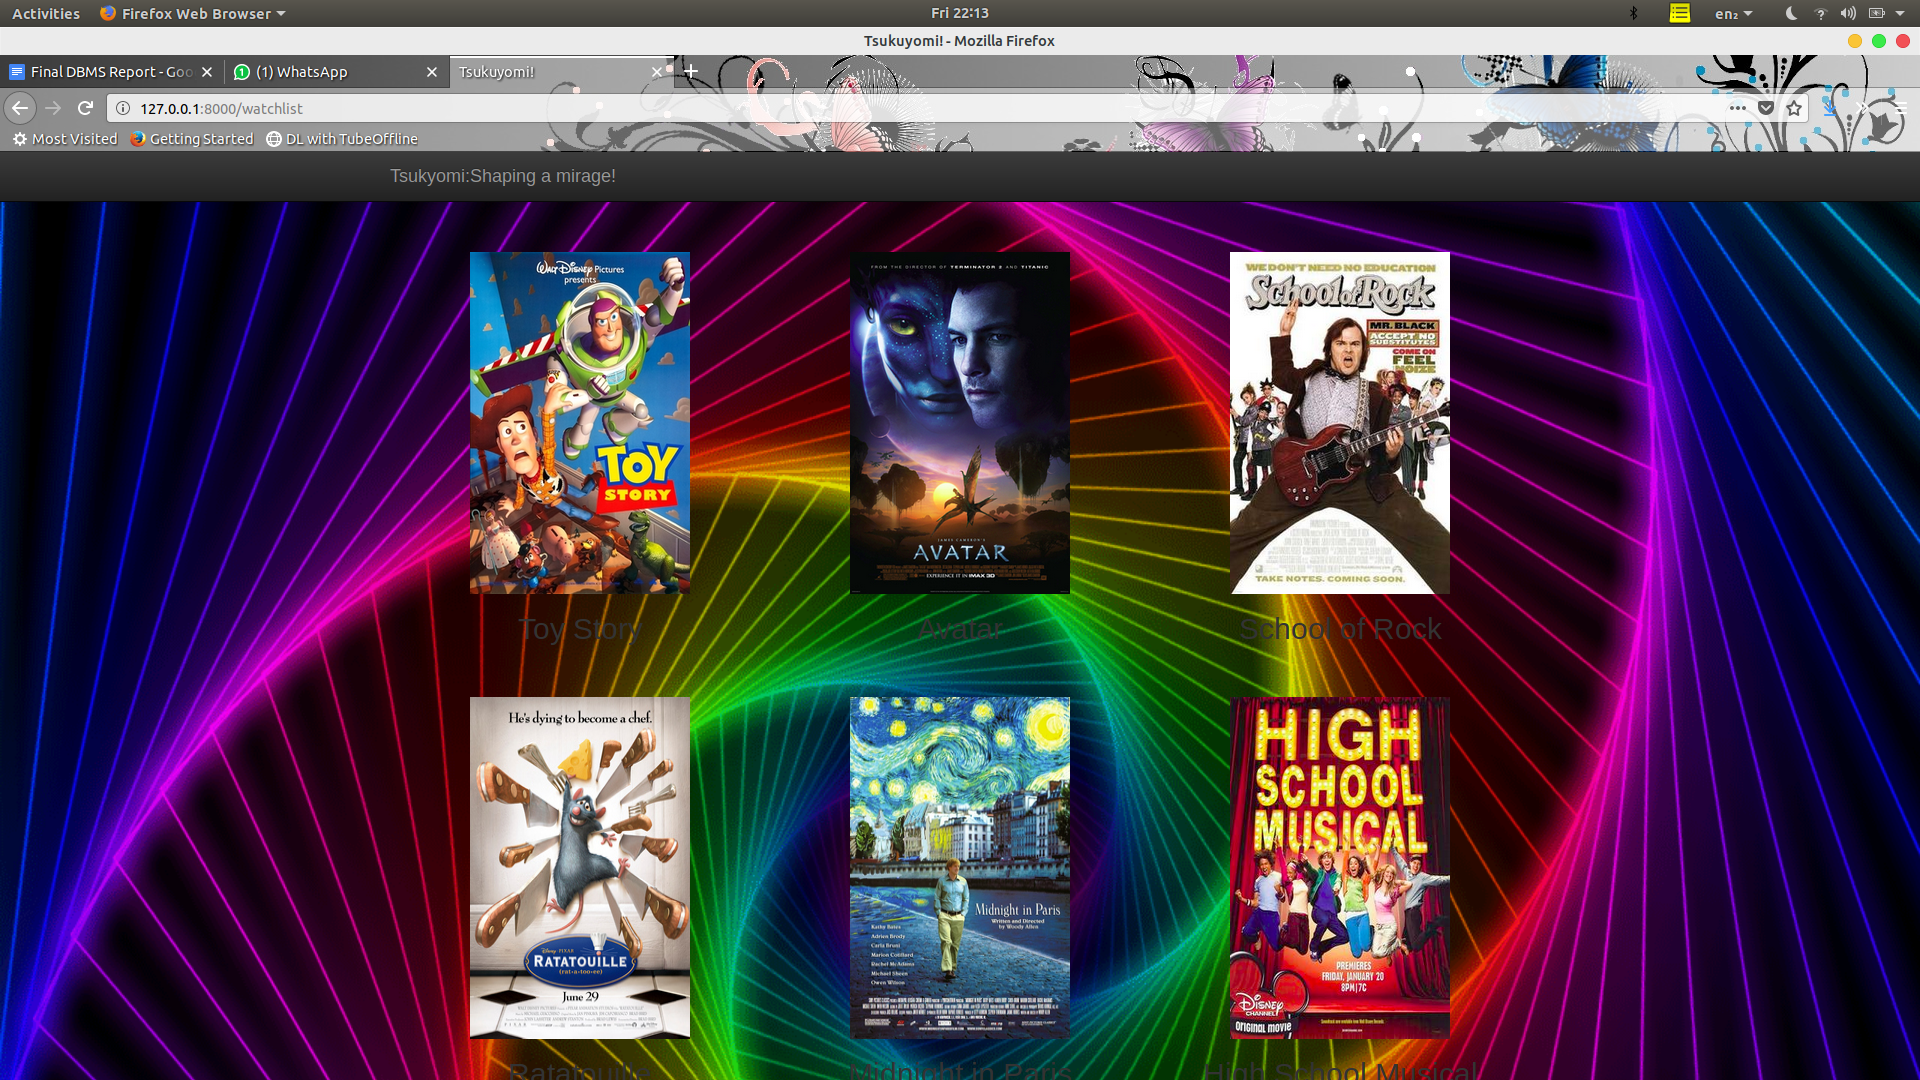 Activities Firefox Web Browser Fri 22:13 en₂
Tsukuyomi! - Mozilla Firefox
Final DBMS Report - Goo (1) WhatsApp Tsukuyomi!
127.0.0.1:8000/watchlist
Most Visited Getting Started DL with TubeOffline
Tsukyomi:Shaping a mirage!
WALT DISNEY Pictures
presents
TOY
STORY
FROM THE DIRECTOR OF TERMINATOR 2 AND TITANIC
JAMES CAMERON'S
AVATAR
EXPERIENCE IT IN IMAX 3D
WE DON'T NEED NO EDUCATION
School of Rock
MR. BLACK
ACCEPT NO
SUBSTITUTES
COME ON
FEEL
NOIZE
TAKE NOTES. COMING SOON.
Toy Story Avatar School of Rock
He's dying to become a chef.
DISNEY · PIXAR
RATATOUILLE
(rat·a·too·ee)
June 29
PIXAR
Midnight in Paris
Written and Directed
by Woody Allen
Kathy Bates
Adrien Brody
Carla Bruni
Marion Cotillard
Rachel McAdams
Michael Sheen
Owen Wilson
HIGH
SCHOOL
MUSICAL
PREMIERES
FRIDAY, JANUARY 20
8PM|7C
Disney
CHANNEL
ORIGINAL MOVIE
Ratatouille Midnight in Paris High School Musical